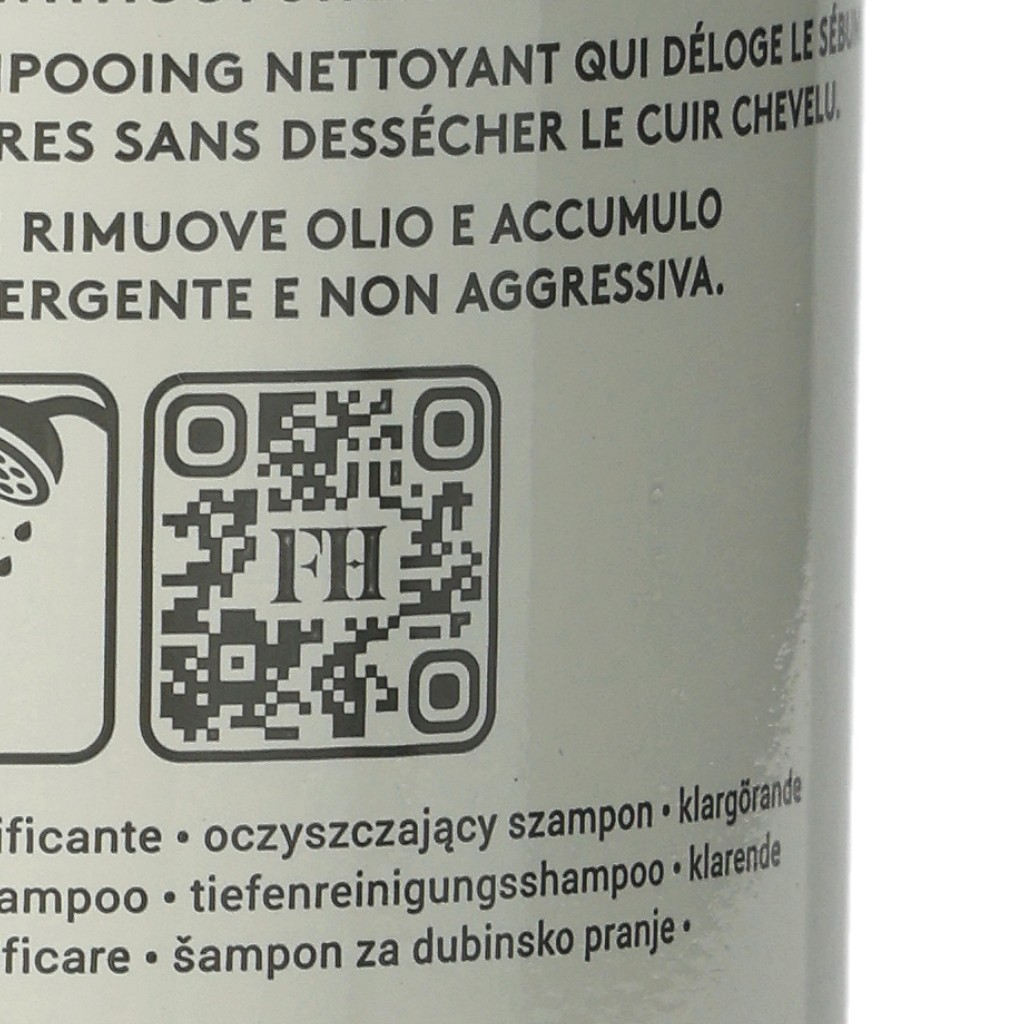 POOING NETTOYANT QUI DÉLOGE LE SÉBUM
RES SANS DESSÉCHER LE CUIR CHEVELU.
RIMUOVE OLIO E ACCUMULO
ERGENTE E NON AGGRESSIVA.
FH
ificante • oczyszczający szampon • klargörande
ampoo • tiefenreinigungsshampoo • klarende
ficare • šampon za dubinsko pranje •